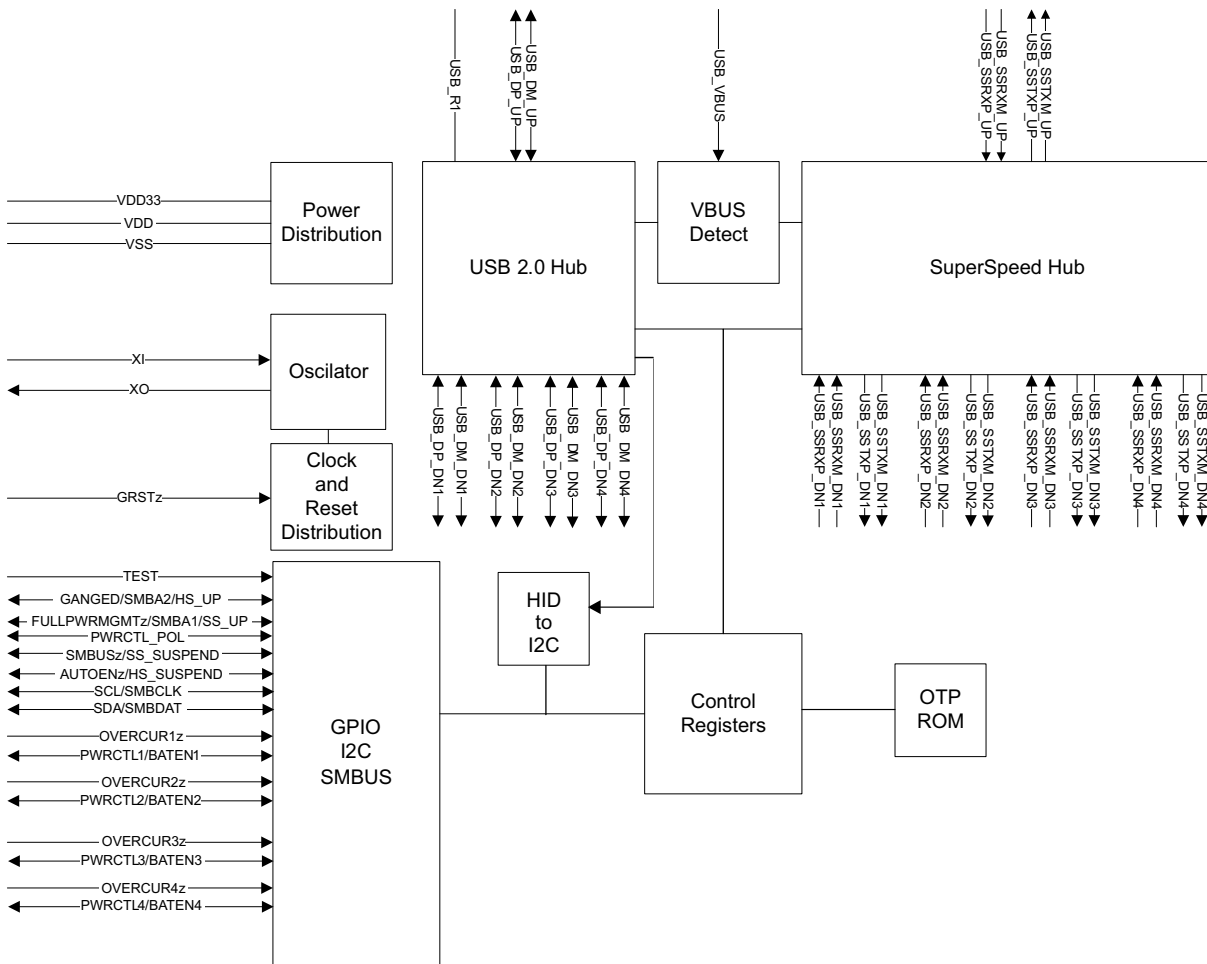 USB_R1
USB_DP_UP
USB_DM_UP
USB_VBUS
USB_SSRXP_UP
USB_SSRXM_UP
USB_SSTXP_UP
USB_SSTXM_UP
VDD33
VDD
VSS
Power
Distribution
USB 2.0 Hub
VBUS
Detect
SuperSpeed Hub
XI
XO
Oscilator
GRSTz
Clock
and
Reset
Distribution
USB_DP_DN1
USB_DM_DN1
USB_DP_DN2
USB_DM_DN2
USB_DP_DN3
USB_DM_DN3
USB_DP_DN4
USB_DM_DN4
USB_SSRXP_DN1
USB_SSRXM_DN1
USB_SSTXP_DN1
USB_SSTXM_DN1
USB_SSRXP_DN2
USB_SSRXM_DN2
USB_SSTXP_DN2
USB_SSTXM_DN2
USB_SSRXP_DN3
USB_SSRXM_DN3
USB_SSTXP_DN3
USB_SSTXM_DN3
USB_SSRXP_DN4
USB_SSRXM_DN4
USB_SSTXP_DN4
USB_SSTXM_DN4
TEST
GANGED/SMBA2/HS_UP
FULLPWRMGMTz/SMBA1/SS_UP
PWRCTL_POL
SMBUSz/SS_SUSPEND
AUTOENz/HS_SUSPEND
SCL/SMBCLK
SDA/SMBDAT
OVERCUR1z
PWRCTL1/BATEN1
OVERCUR2z
PWRCTL2/BATEN2
OVERCUR3z
PWRCTL3/BATEN3
OVERCUR4z
PWRCTL4/BATEN4
GPIO
I2C
SMBUS
HID
to
I2C
Control
Registers
OTP
ROM